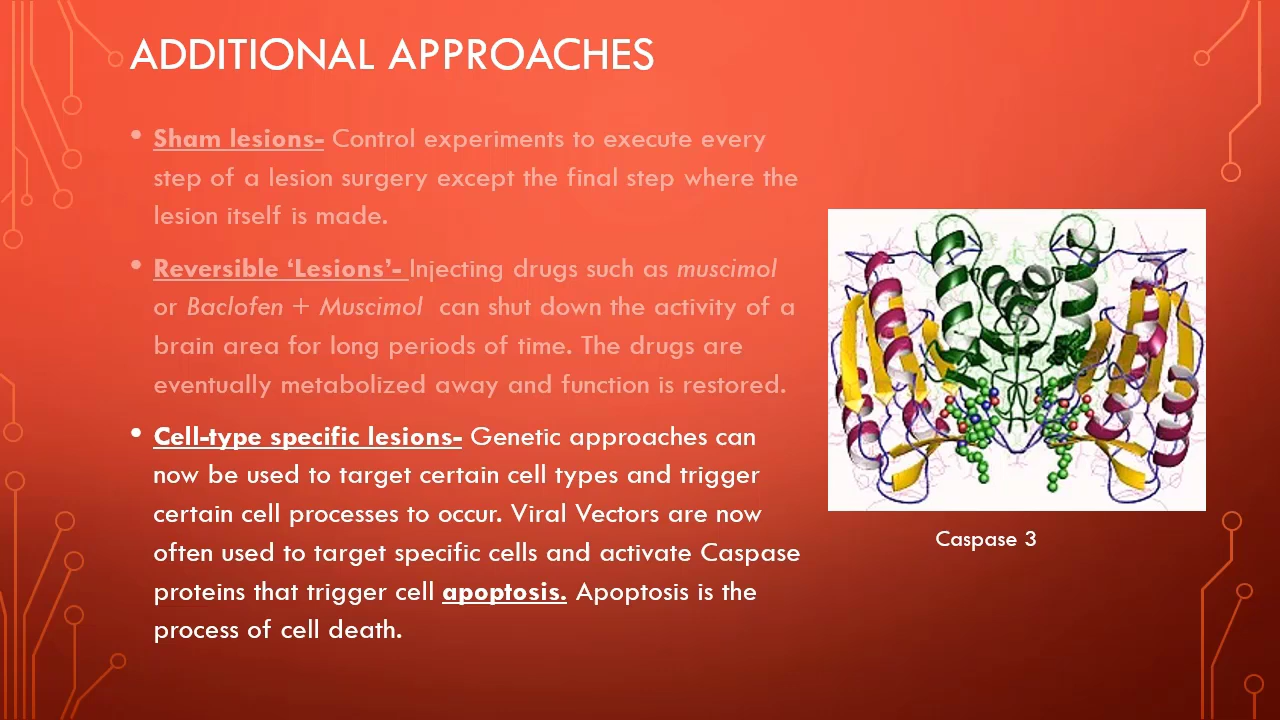 ADDITIONAL APPROACHES
• Sham lesions- Control experiments to execute every
step of a lesion surgery except the final step where the
lesion itself is made.
• Reversible ‘Lesions’- Injecting drugs such as muscimol
or Baclofen + Muscimol can shut down the activity of a
brain area for long periods of time. The drugs are
eventually metabolized away and function is restored.
• Cell-type specific lesions- Genetic approaches can
now be used to target certain cell types and trigger
certain cell processes to occur. Viral Vectors are now
often used to target specific cells and activate Caspase
proteins that trigger cell apoptosis. Apoptosis is the
process of cell death.
Caspase 3